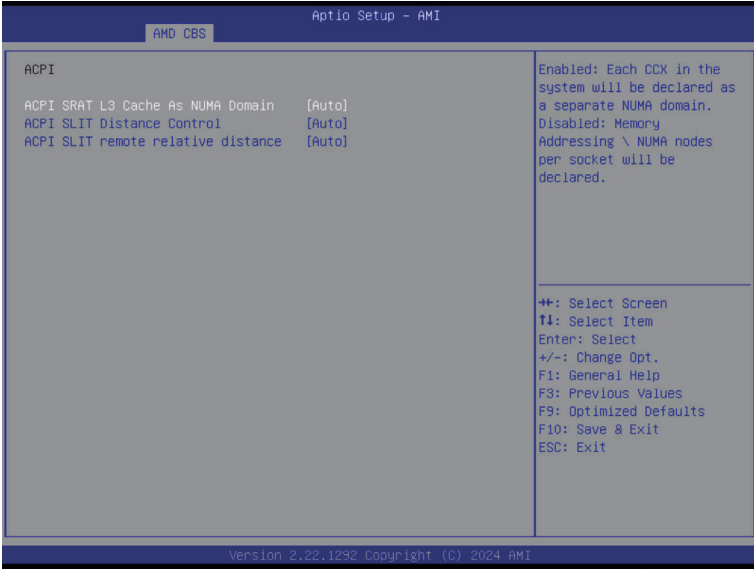 Aptio Setup – AMI
AMD CBS
ACPI
ACPI SRAT L3 Cache As NUMA Domain [Auto]
ACPI SLIT Distance Control [Auto]
ACPI SLIT remote relative distance [Auto]
Enabled: Each CCX in the
system will be declared as
a separate NUMA domain.
Disabled: Memory
Addressing \ NUMA nodes
per socket will be
declared.
→←: Select Screen
↑↓: Select Item
Enter: Select
+/-: Change Opt.
F1: General Help
F3: Previous Values
F9: Optimized Defaults
F10: Save & Exit
ESC: Exit
Version 2.22.1292 Copyright (C) 2024 AMI